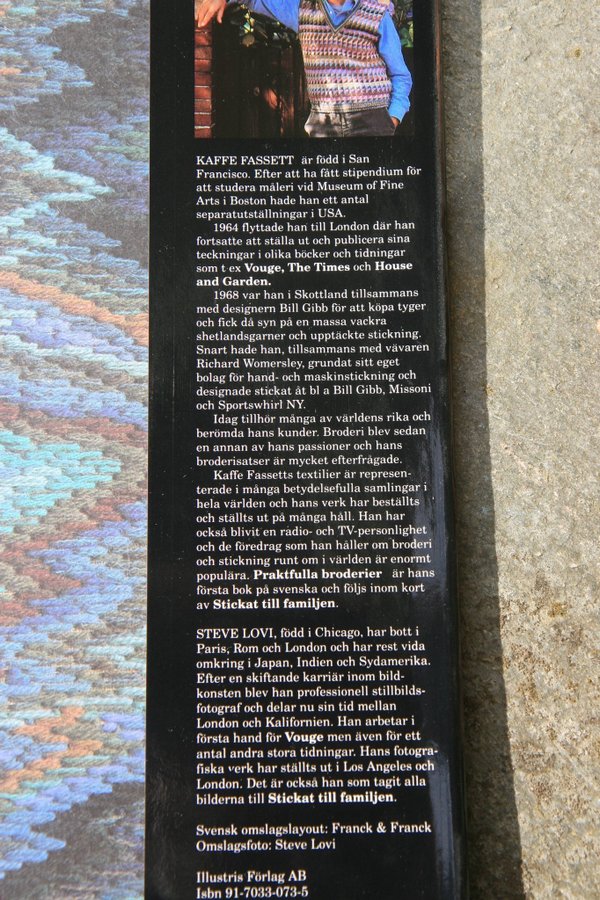 KAFFE FASSETT är född i San
Francisco. Efter att ha fått stipendium för
att studera måleri vid Museum of Fine
Arts i Boston hade han ett antal
separatutställningar i USA.
1964 flyttade han till London där han
fortsatte att ställa ut och publicera sina
teckningar i olika böcker och tidningar
som t ex Vouge, The Times och House
and Garden.
1968 var han i Skottland tillsammans
med designern Bill Gibb för att köpa tyger
och fick då syn på en massa vackra
shetlandsgarner och upptäckte stickning.
Snart hade han, tillsammans med vävaren
Richard Womersley, grundat sitt eget
bolag för hand- och maskinstickning och
designade stickat åt bl a Bill Gibb, Missoni
och Sportswhirl NY.
Idag tillhör många av världens rika och
berömda hans kunder. Broderi blev sedan
en annan av hans passioner och hans
broderisatser är mycket efterfrågade.
Kaffe Fassetts textilier är represen-
terade i många betydelsefulla samlingar i
hela världen och hans verk har beställts
och ställts ut på många håll. Han har
också blivit en radio- och TV-personlighet
och de föredrag som han håller om broderi
och stickning runt om i världen är enormt
populära. Praktfulla broderier är hans
första bok på svenska och följs inom kort
av Stickat till familjen.
STEVE LOVI, född i Chicago, har bott i
Paris, Rom och London och har rest vida
omkring i Japan, Indien och Sydamerika.
Efter en skiftande karriär inom bild-
konsten blev han professionell stillbilds-
fotograf och delar nu sin tid mellan
London och Kalifornien. Han arbetar i
första hand för Vouge men även för ett
antal andra stora tidningar. Hans fotogra-
fiska verk har ställts ut i Los Angeles och
London. Det är också han som tagit alla
bilderna till Stickat till familjen.
Svensk omslagslayout: Franck & Franck
Omslagsfoto: Steve Lovi
Illustris Förlag AB
Isbn 91-7033-073-5